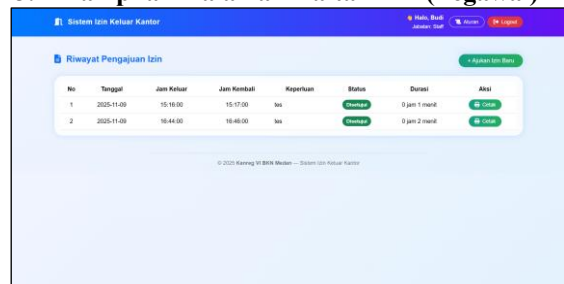 Sistem Izin Keluar Kantor
Halo, Budi
Jabatan: Staff
Aturan
Logout
Riwayat Pengajuan Izin
+ Ajukan Izin Baru
No Tanggal Jam Keluar Jam Kembali Keperluan Status Durasi Aksi
1 2025-11-09 15:16:00 15:17:00 tes Disetujui 0 jam 1 menit Cetak
2 2025-11-09 16:44:00 16:46:00 tes Disetujui 0 jam 2 menit Cetak
© 2025 Kanreg VI BKN Medan — Sistem Izin Keluar Kantor